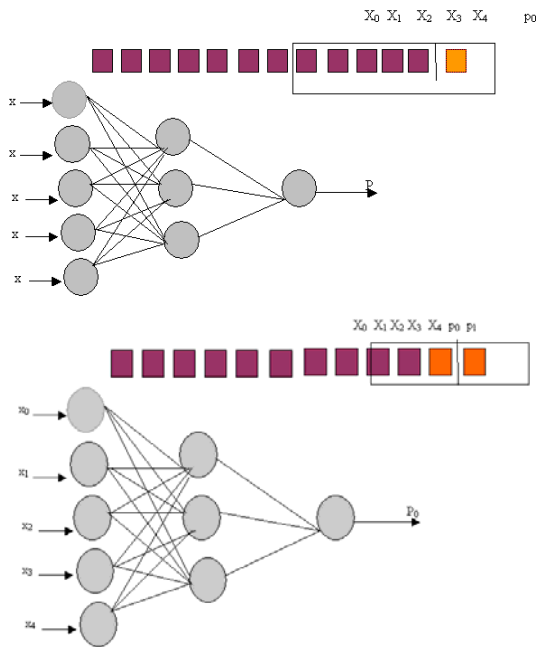 X₀ X₁ X₂ X₃ X₄ p₀
x
x
P
x
x
x
X₀ X₁ X₂ X₃ X₄ p₀ p₁
x₀
x₁
x₂
P₀
x₃
x₄